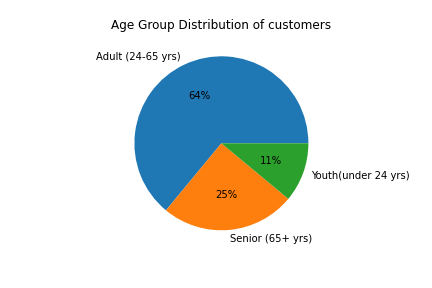 Age Group Distribution of customers
Adult (24-65 yrs)
64%
11%
Youth(under 24 yrs)
25%
Senior (65+ yrs)